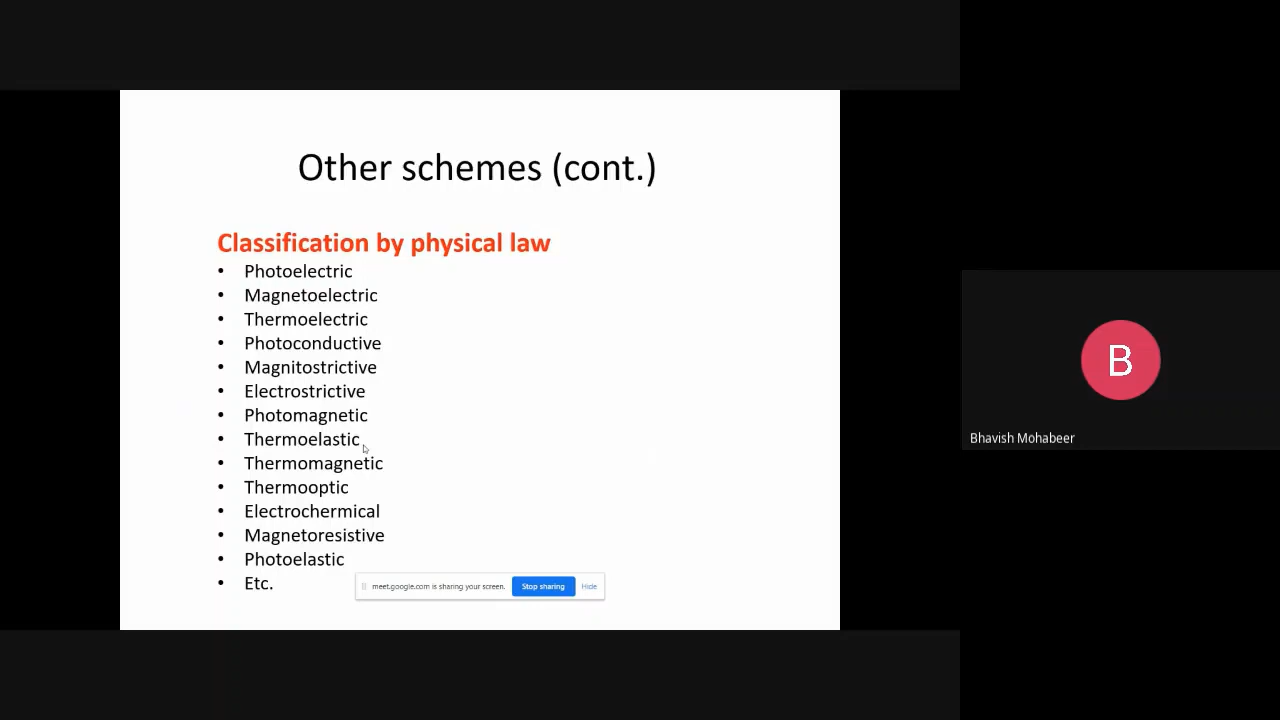 Other schemes (cont.)
Classification by physical law
• Photoelectric
• Magnetoelectric
• Thermoelectric
• Photoconductive
• Magnitostrictive
• Electrostrictive
• Photomagnetic
• Thermoelastic
• Thermomagnetic
• Thermooptic
• Electrochermical
• Magnetoresistive
• Photoelastic
• Etc.
meet.google.com is sharing your screen. Stop sharing Hide
B
Bhavish Mohabeer